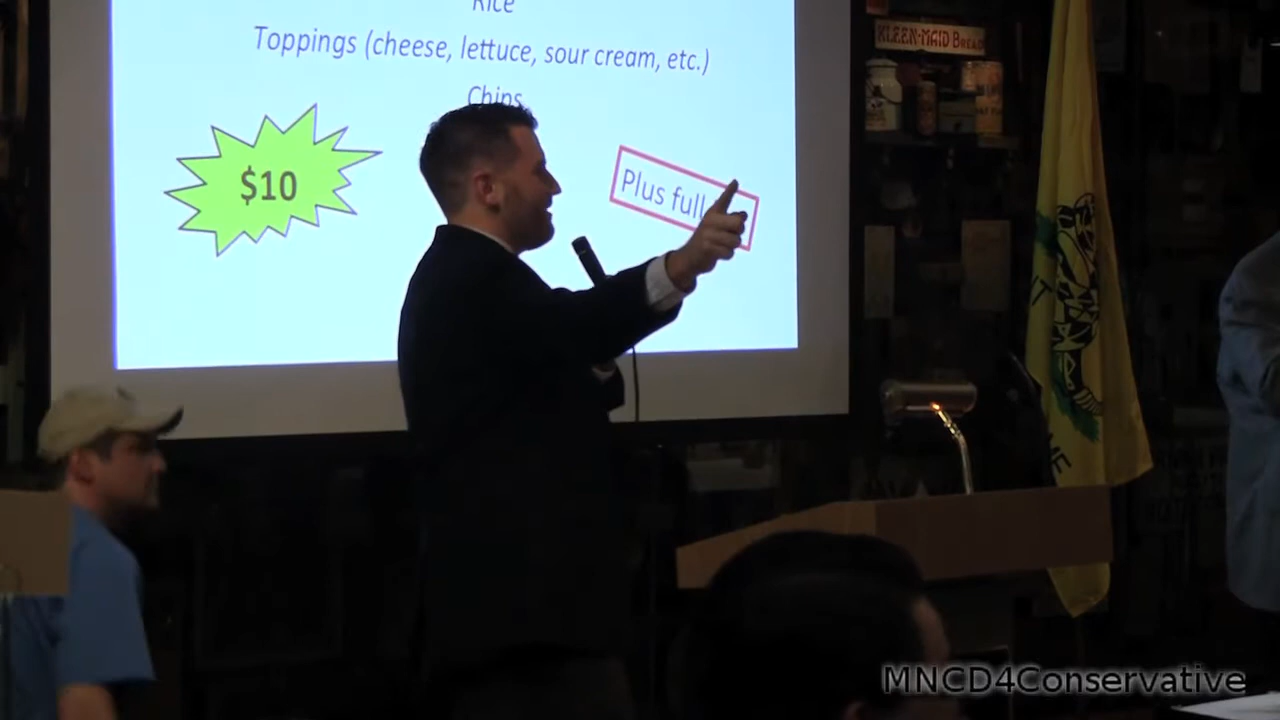 Rice
Toppings (cheese, lettuce, sour cream, etc.)
Chips
$10
Plus full
KLEEN-MAID BREAD
MNCD4Conservative